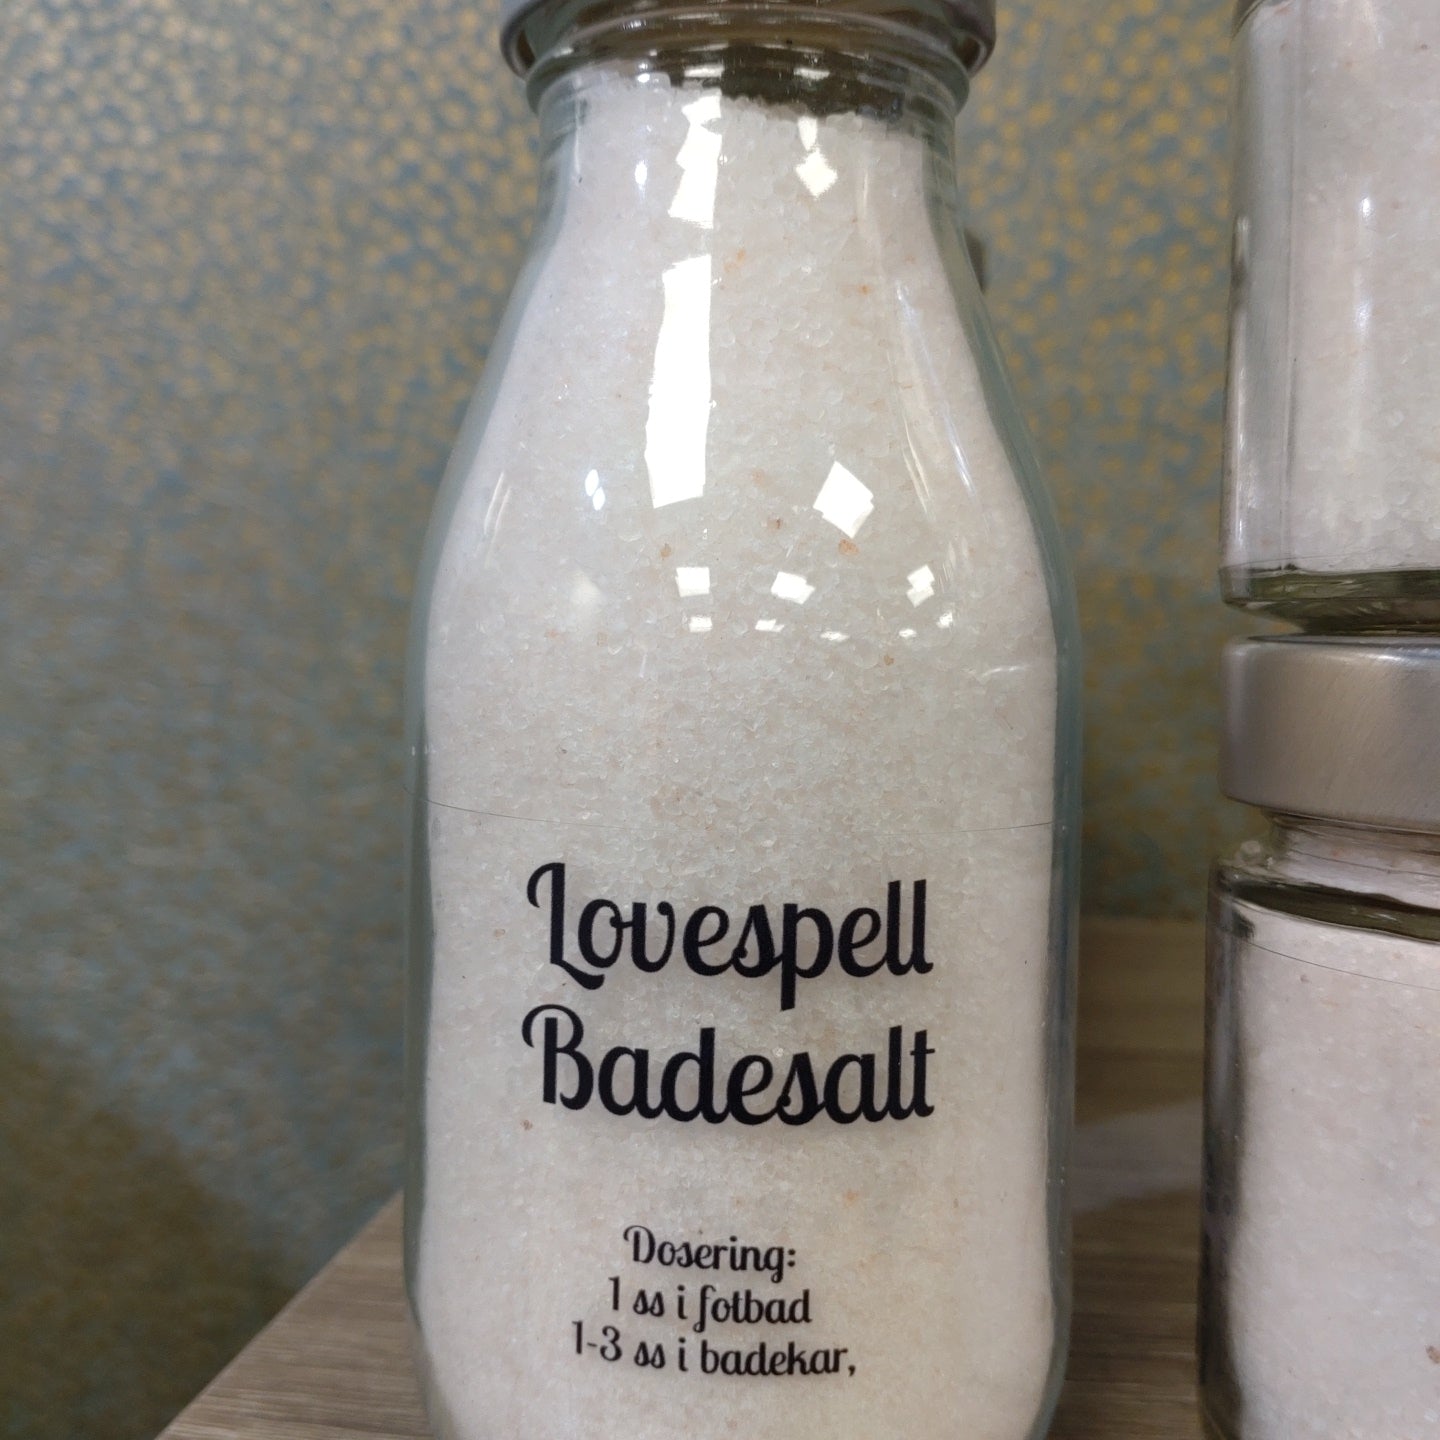 Lovespell
Badesalt
Dosering:
1 ss i fotbad
1-3 ss i badekar,